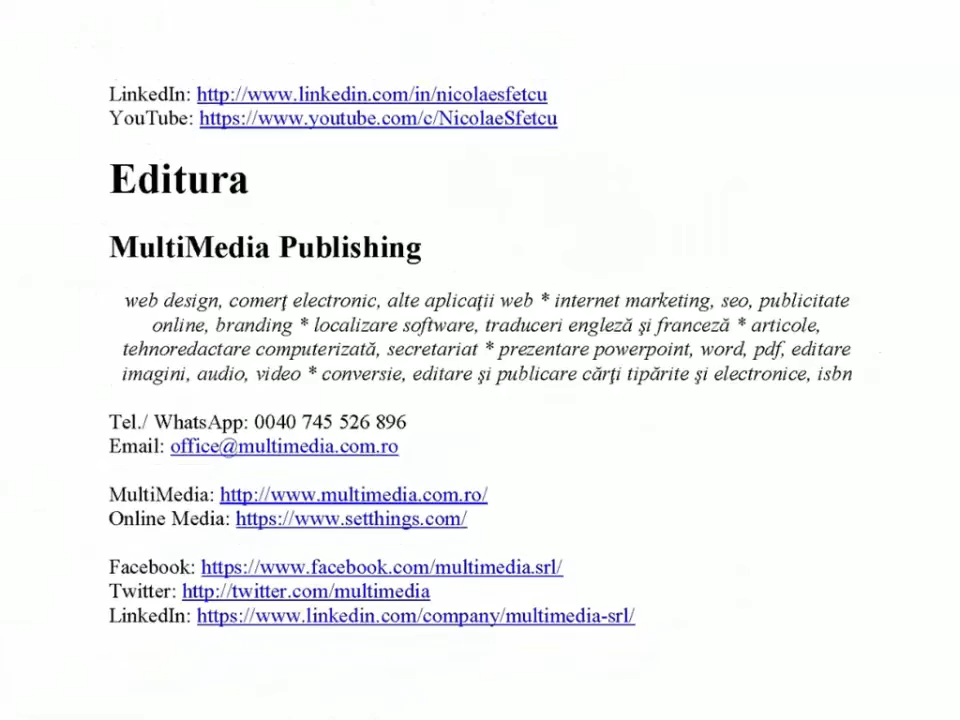 LinkedIn: http://www.linkedin.com/in/nicolaesfetcu
YouTube: https://www.youtube.com/c/NicolaeSfetcu
Editura
MultiMedia Publishing
web design, comerţ electronic, alte aplicaţii web * internet marketing, seo, publicitate
online, branding * localizare software, traduceri engleză şi franceză * articole,
tehnoredactare computerizată, secretariat * prezentare powerpoint, word, pdf, editare
imagini, audio, video * conversie, editare şi publicare cărţi tipărite şi electronice, isbn
Tel./ WhatsApp: 0040 745 526 896
Email: office@multimedia.com.ro
MultiMedia: http://www.multimedia.com.ro/
Online Media: https://www.setthings.com/
Facebook: https://www.facebook.com/multimedia.srl/
Twitter: http://twitter.com/multimedia
LinkedIn: https://www.linkedin.com/company/multimedia-srl/